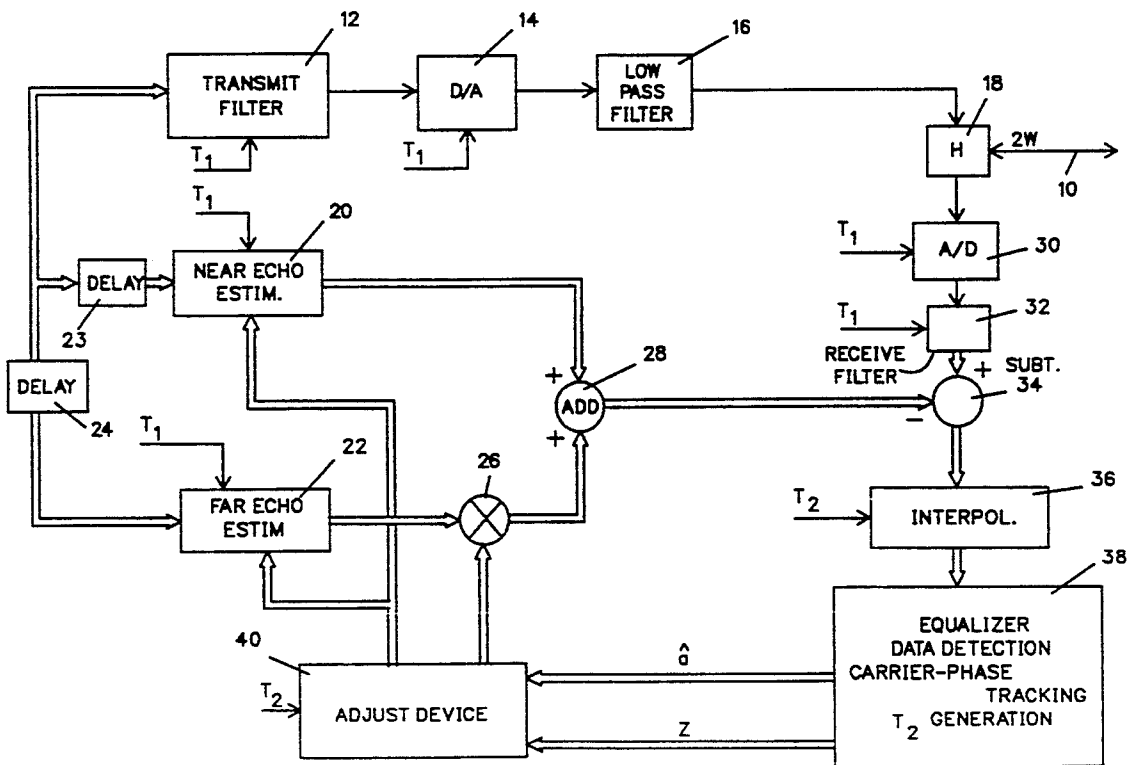 12
14
16
TRANSMIT
FILTER
D/A
LOW
PASS
FILTER
18
H
2W
10
T1
T1
T1
20
NEAR ECHO
ESTIM.
DELAY
23
T1
A/D
30
T1
32
RECEIVE
FILTER
+ SUBT.
34
−
DELAY
24
28
+
ADD
+
T1
22
FAR ECHO
ESTIM
26
T2
36
INTERPOL.
38
EQUALIZER
DATA DETECTION
CARRIER-PHASE
TRACKING
T2 GENERATION
40
T2
ADJUST DEVICE
â
Z